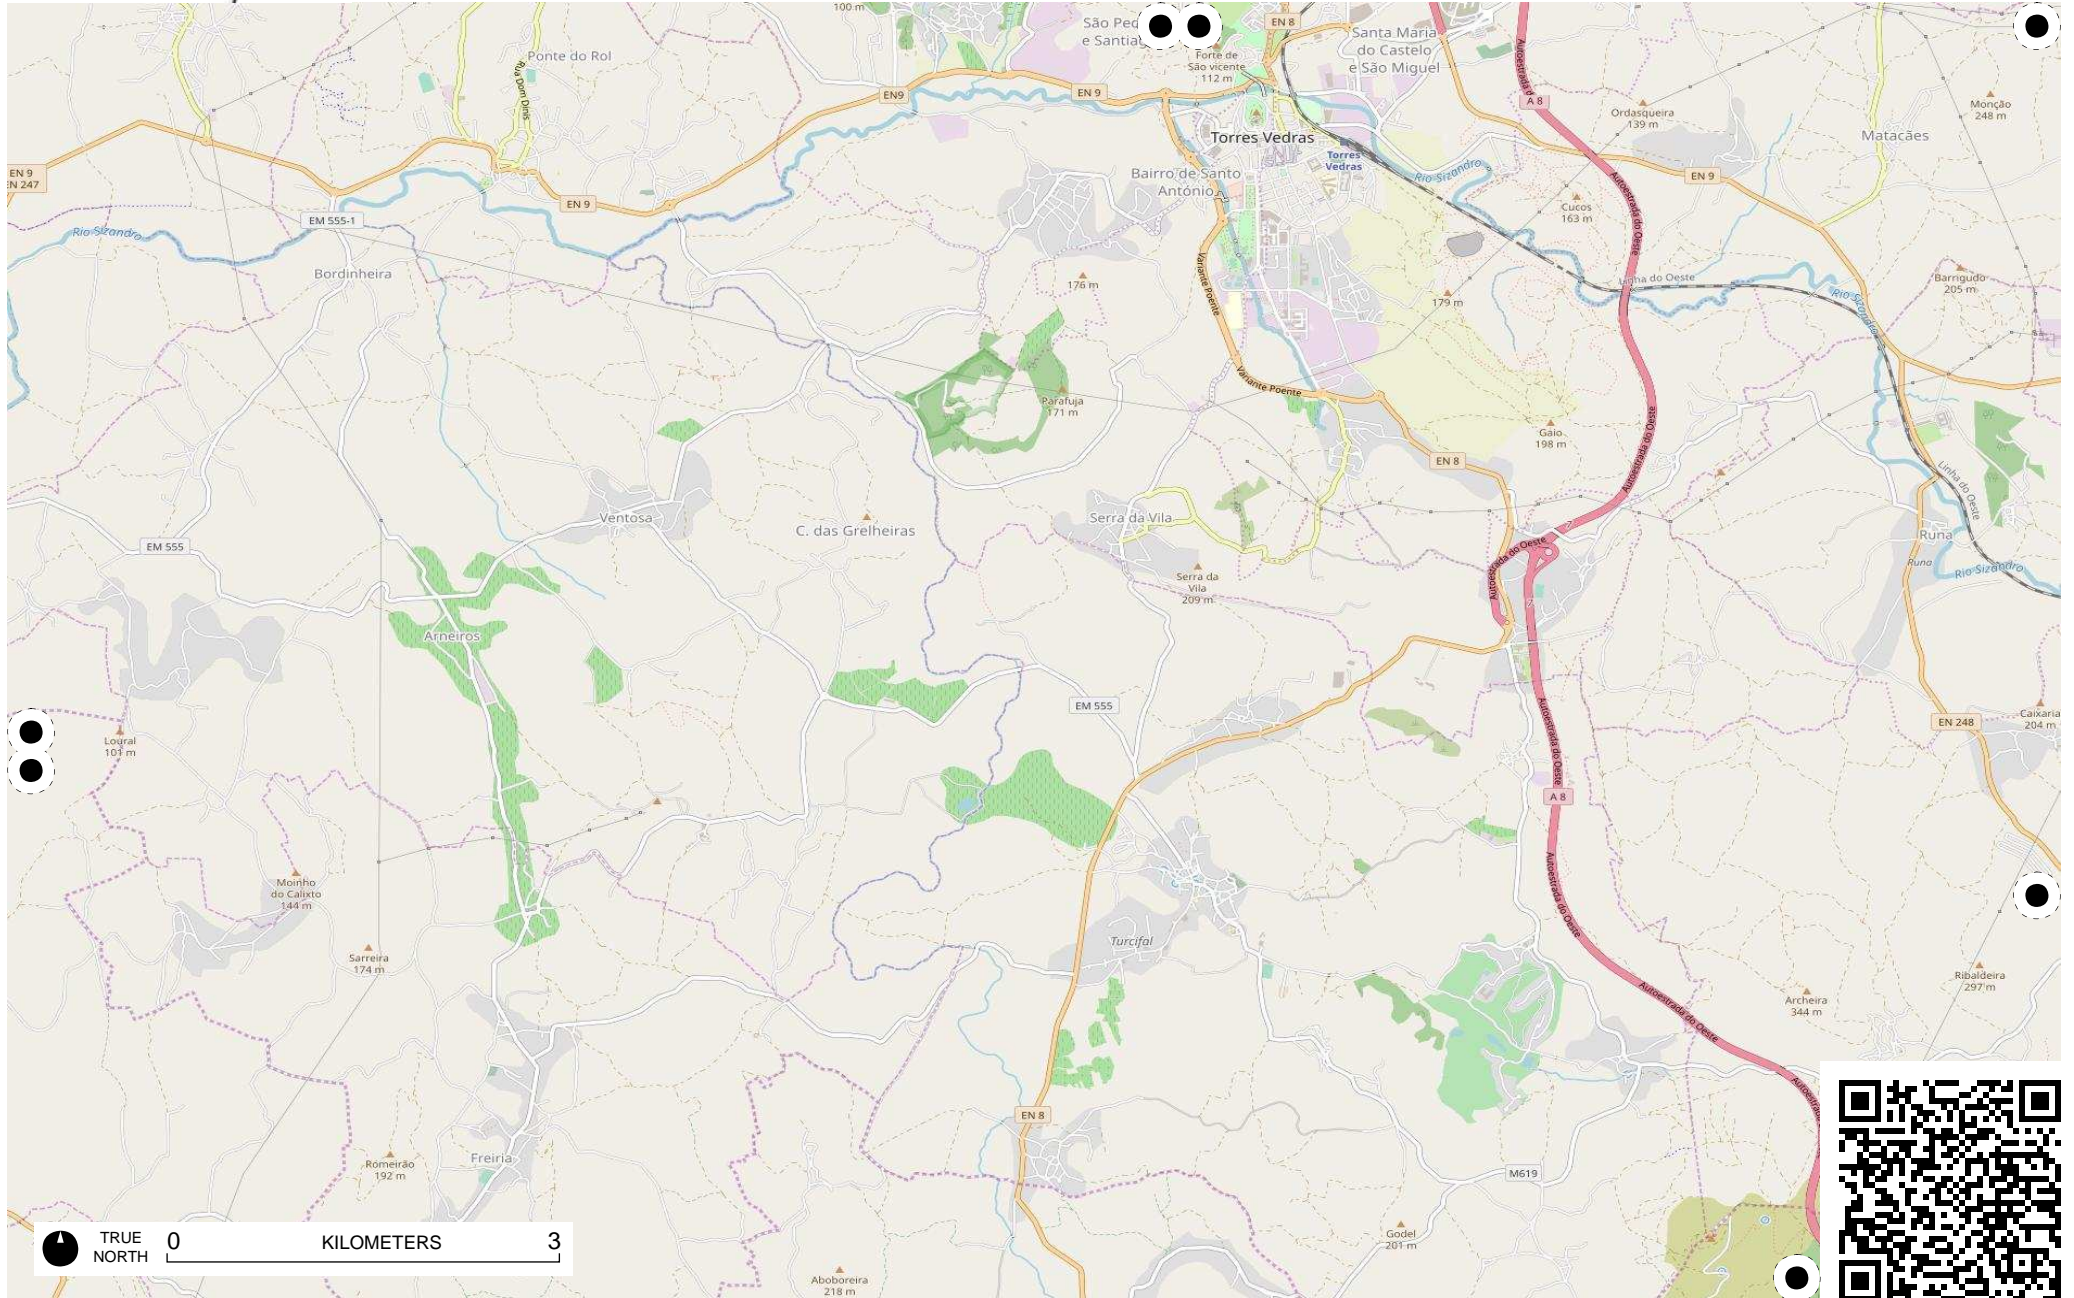 100 m
São Pe
e Santia
EN 8
Santa Maria
do Castelo
e São Miguel
Ponte do Rol
Rua Dom Dinis
Forte de
São vicente
112 m
EN9
EN 9
Autoestrada d
A 8
Ordasqueira
139 m
Monção
248 m
Matacães
Torres Vedras
Torres
Vedras
Bairro de Santo
António
Rio Sizandro
EN 9
EN 9
EN 247
EN 9
Cucos
163 m
Autoestrada do Oeste
EM 555-1
Rio Sizandro
Bordinheira
Variante Poente
176 m
179 m
Linha do Oeste
Rio Sizandro
Barrigudo
205 m
Variante Poente
Parafuja
171 m
Gaio
198 m
Autoestrada do Oeste
EN 8
Linha do Oeste
Ventosa
C. das Grelheiras
Serra da Vila
7
Autoestrada do Oeste
EM 555
Runa
Runa
Rio Sizandro
Serra da
Vila
209 m
7
Arneiros
EM 555
Autoestrada do Oeste
EN 248
Caixaria
204 m
Loural
101 m
A 8
Moinho
do Calixto
144 m
Autoestrada do Oeste
Turcifal
Sarreira
174 m
Ribaldeira
297 m
Archeira
344 m
Autoestrada do Oeste
Autoestrada
EN 8
Freiria
Romeirão
192 m
M619
Godel
201 m
Aboboreira
218 m
TRUE
NORTH
0 KILOMETERS 3